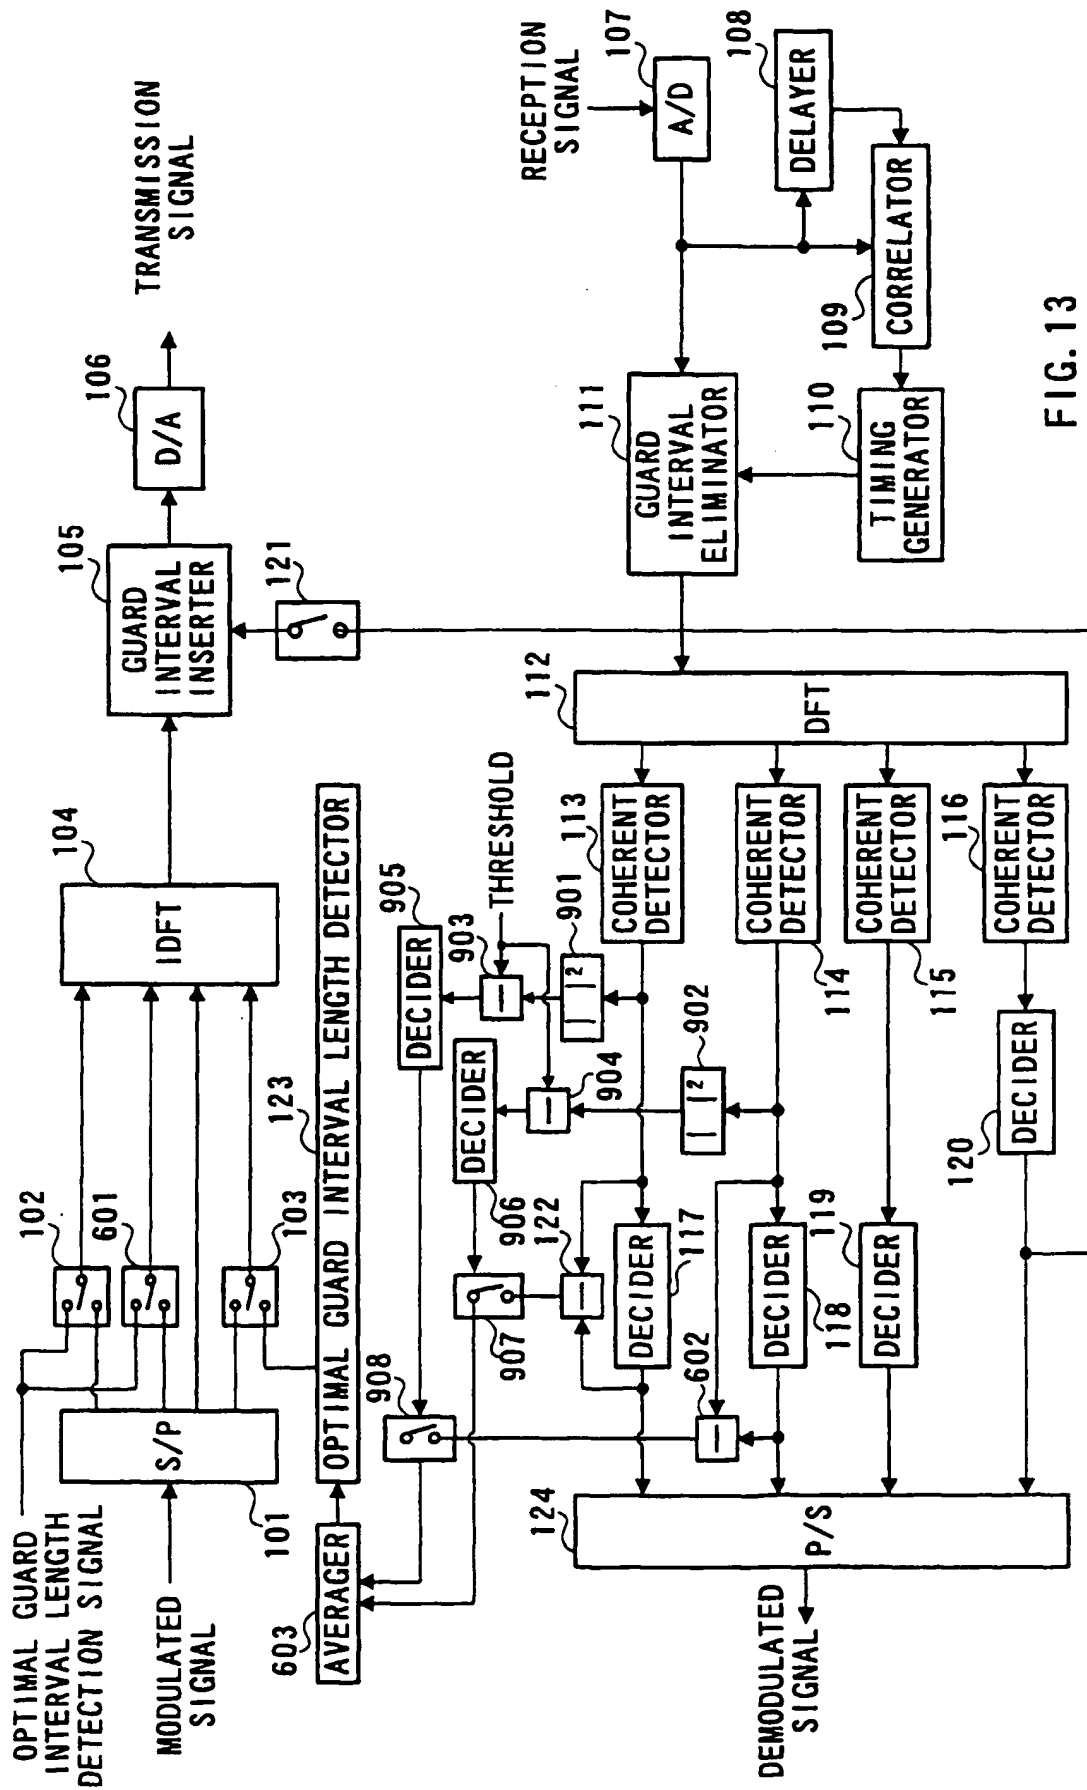 OPTIMAL GUARD
INTERVAL LENGTH
DETECTION SIGNAL
MODULATED
SIGNAL
S/P
101
102
601
103
IDFT
104
GUARD
INTERVAL
INSERTER
105
D/A
106
TRANSMISSION
SIGNAL
121
AVERAGER
603
OPTIMAL GUARD INTERVAL LENGTH DETECTOR
123
908
907
DECIDER
905
DECIDER
906
903
904
THRESHOLD
| |²
901
| |²
902
122
602
RECEPTION
SIGNAL
A/D
107
DELAYER
108
CORRELATOR
109
TIMING
GENERATOR
110
GUARD
INTERVAL
ELIMINATOR
111
DFT
112
COHERENT
DETECTOR
113
COHERENT
DETECTOR
114
COHERENT
DETECTOR
115
COHERENT
DETECTOR
116
DECIDER
117
DECIDER
118
DECIDER
119
DECIDER
120
P/S
124
DEMODULATED
SIGNAL
FIG. 13